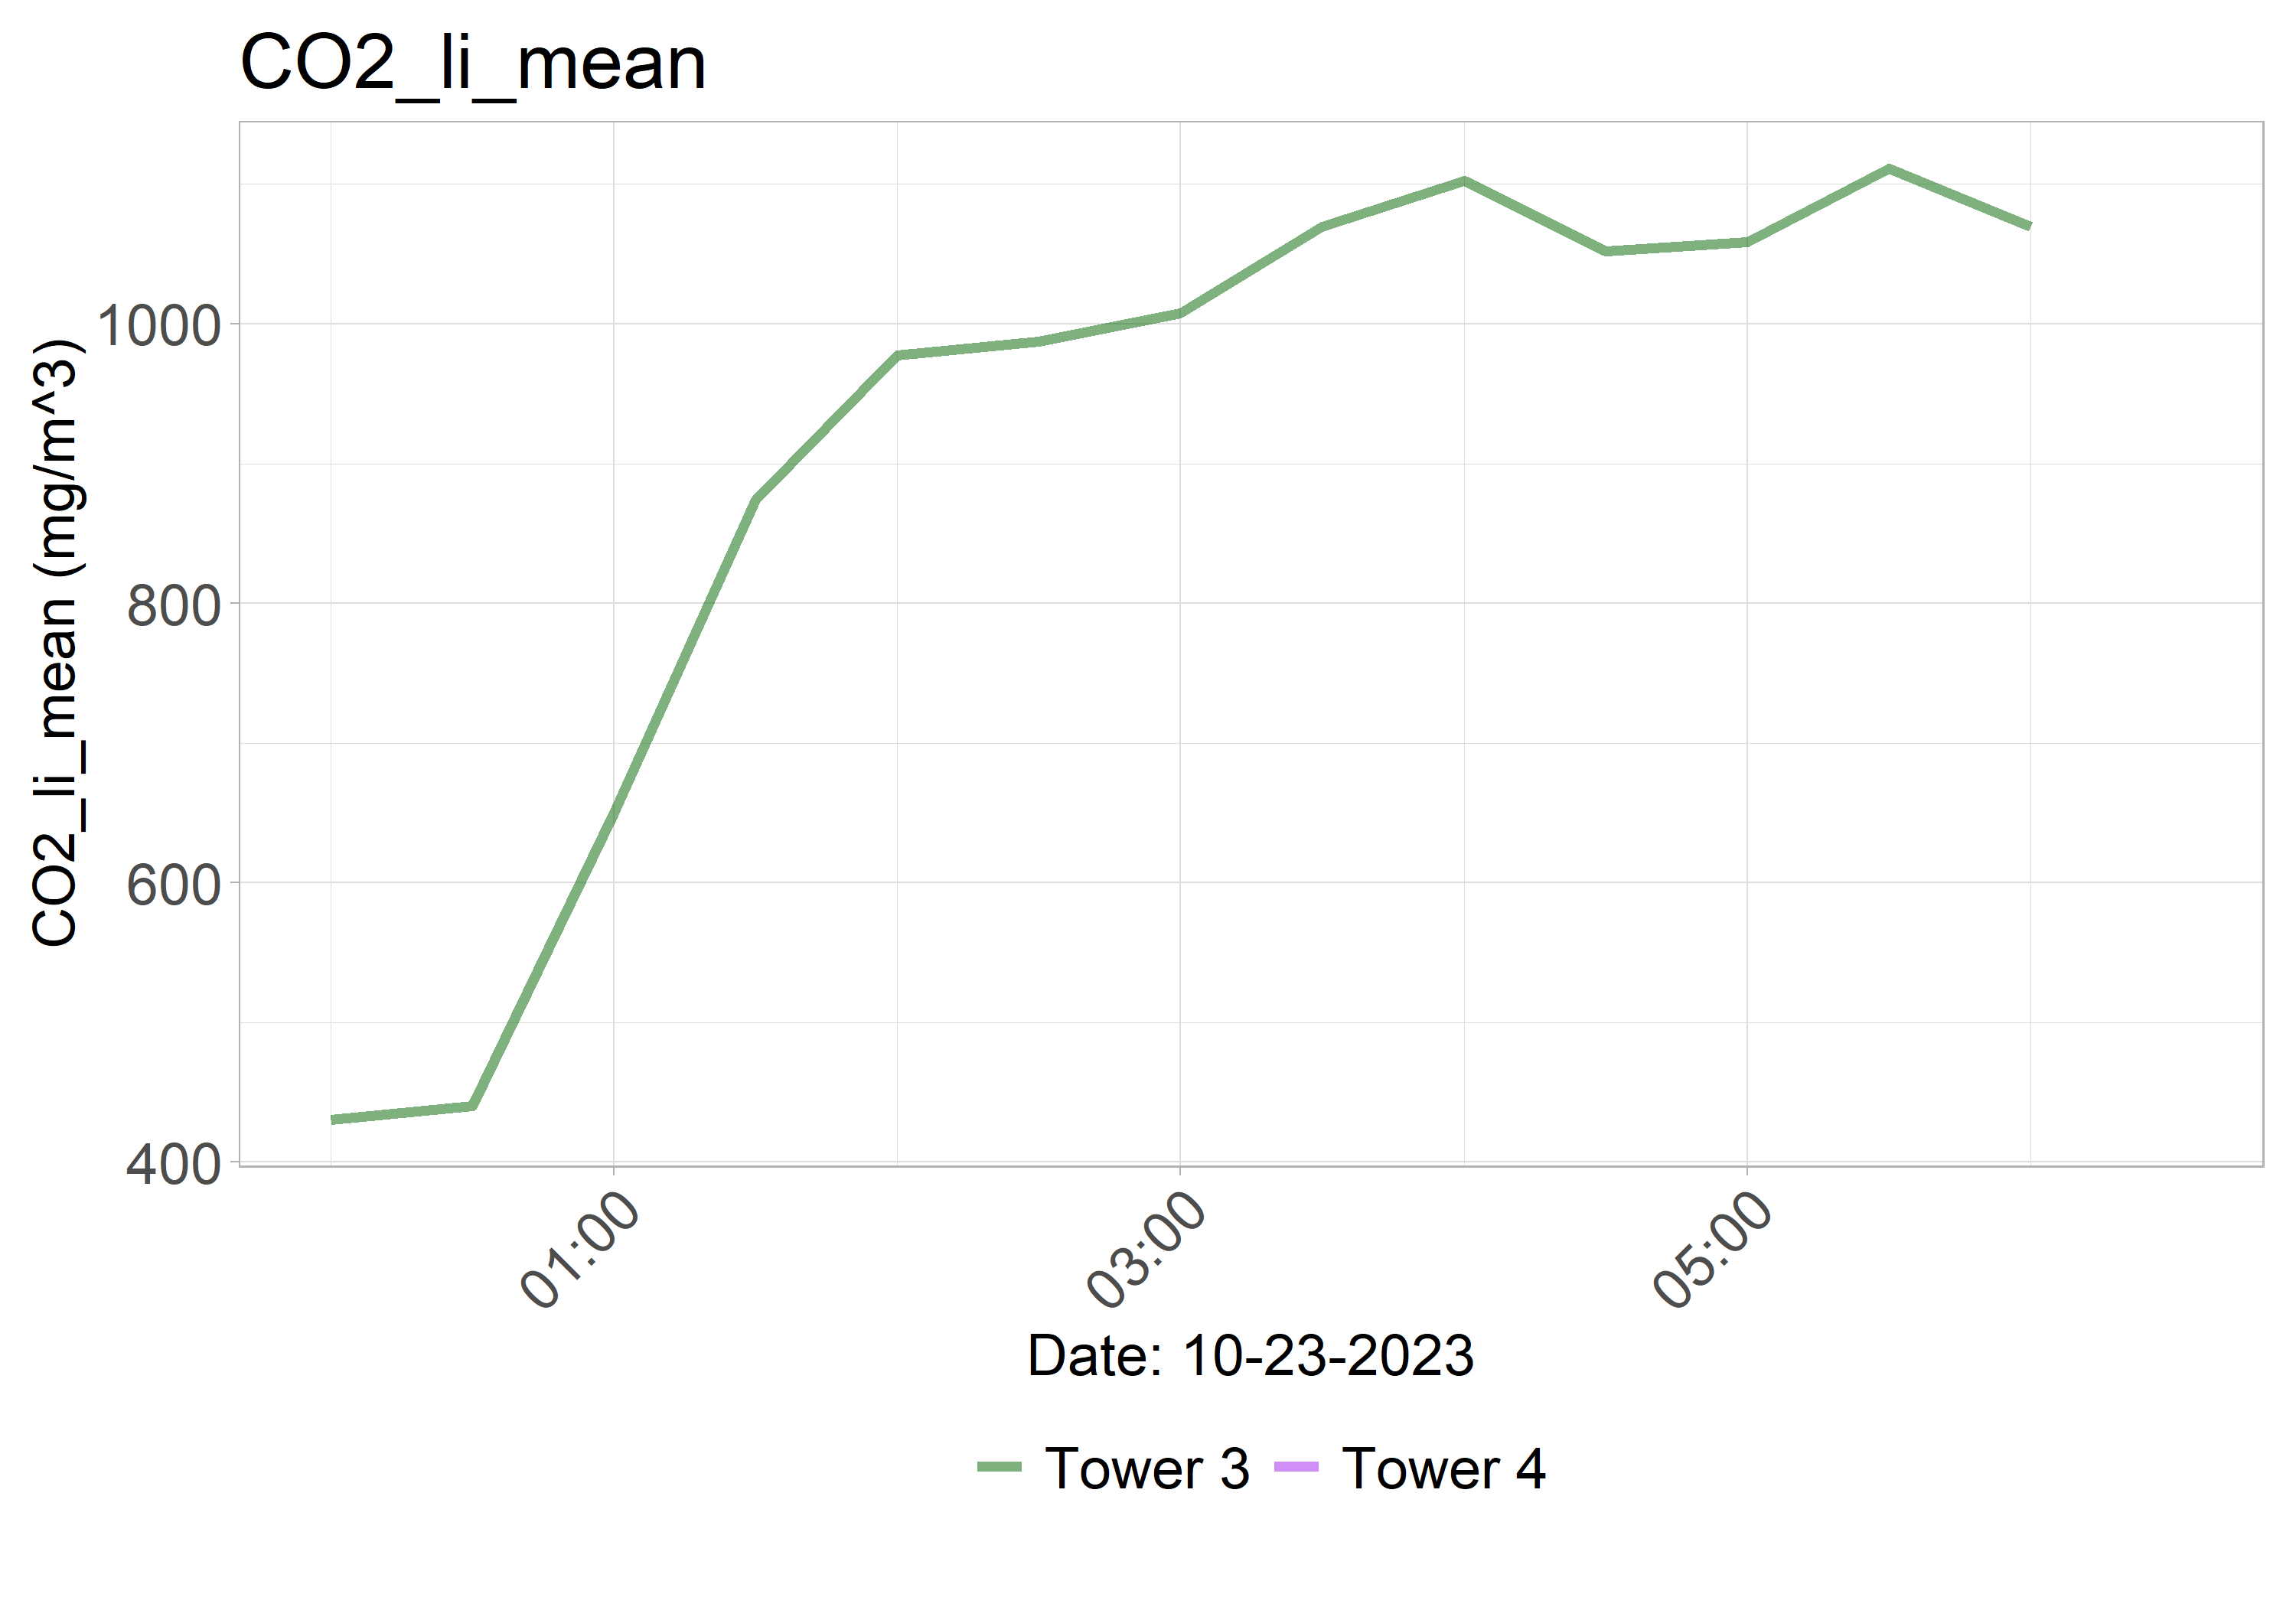 CO2_li_mean
CO2_li_mean (mg/m^3)
1000
800
600
400
01:00 03:00 05:00
Date: 10-23-2023
Tower 3 Tower 4